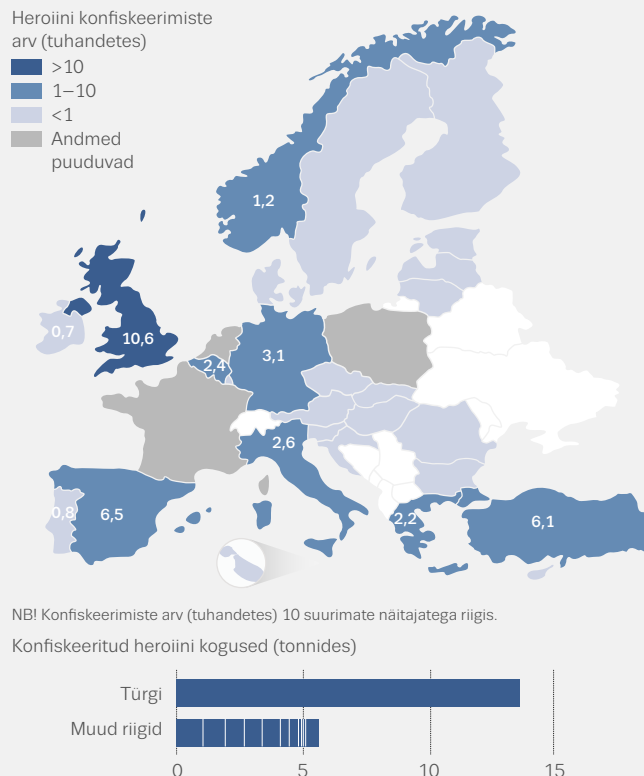 Heroiini konfiskeerimiste
arv (tuhandetes)
>10
1–10
<1
Andmed
puuduvad
1,2
0,7
10,6
2,4
3,1
2,6
0,8
6,5
2,2
6,1
NB! Konfiskeerimiste arv (tuhandetes) 10 suurimate näitajatega riigis.
Konfiskeeritud heroiini kogused (tonnides)
Türgi
Muud riigid
0 5 10 15